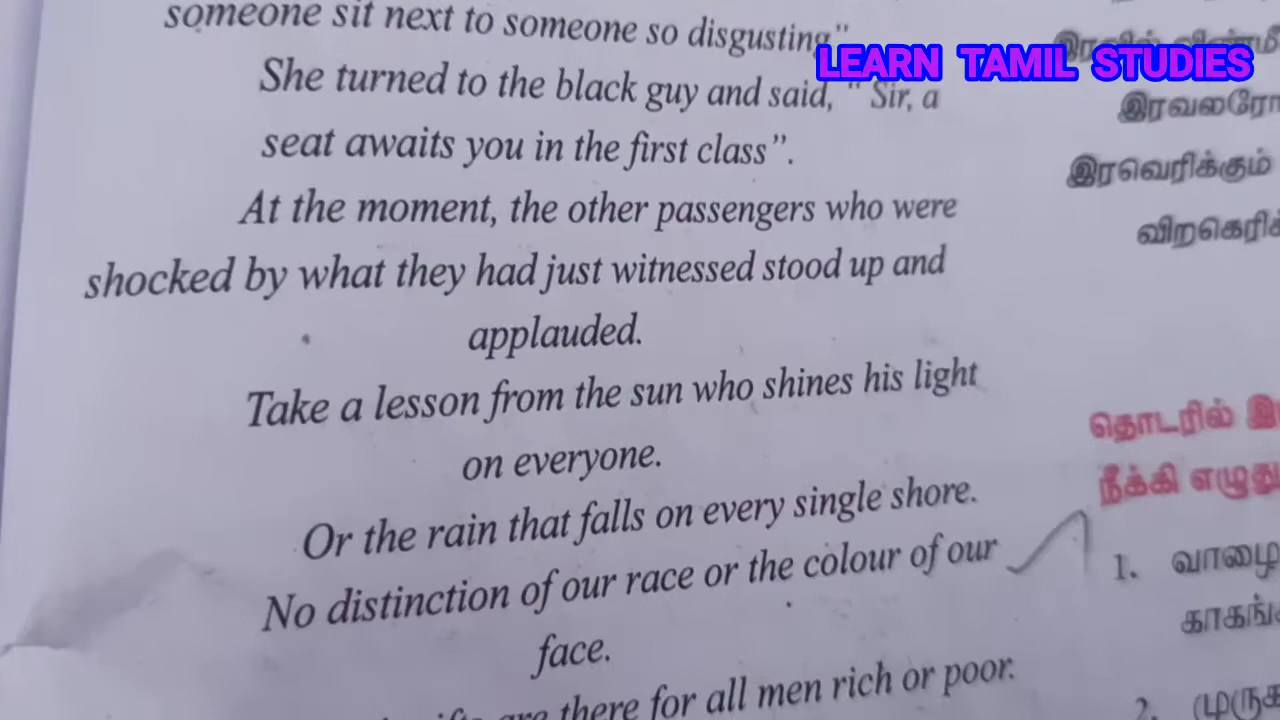 someone sit next to someone so disgusting"
LEARN TAMIL STUDIES
She turned to the black guy and said, " Sir, a
seat awaits you in the first class".
At the moment, the other passengers who were
shocked by what they had just witnessed stood up and
applauded.
Take a lesson from the sun who shines his light
on everyone.
Or the rain that falls on every single shore.
No distinction of our race or the colour of our
face.
are there for all men rich or poor.
இரவெரிக்கும்
தொடரில்
நீக்கி
1. வாழை
2.